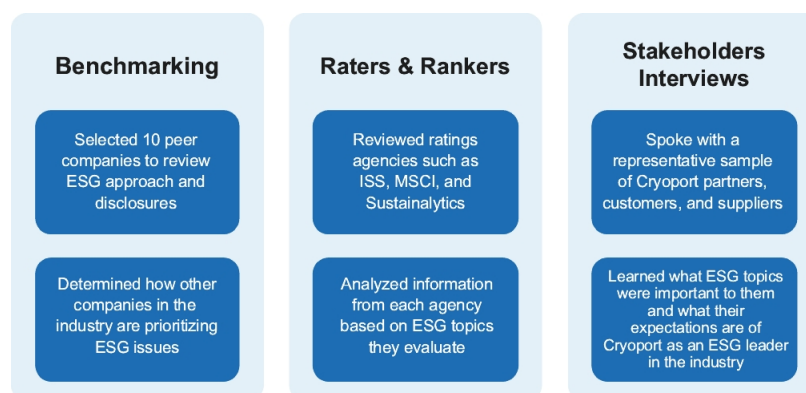 Benchmarking
Selected 10 peer
companies to review
ESG approach and
disclosures
Determined how other
companies in the
industry are prioritizing
ESG issues
Raters & Rankers
Reviewed ratings
agencies such as
ISS, MSCI, and
Sustainalytics
Analyzed information
from each agency
based on ESG topics
they evaluate
Stakeholders
Interviews
Spoke with a
representative sample
of Cryoport partners,
customers, and suppliers
Learned what ESG topics
were important to them
and what their
expectations are of
Cryoport as an ESG leader
in the industry